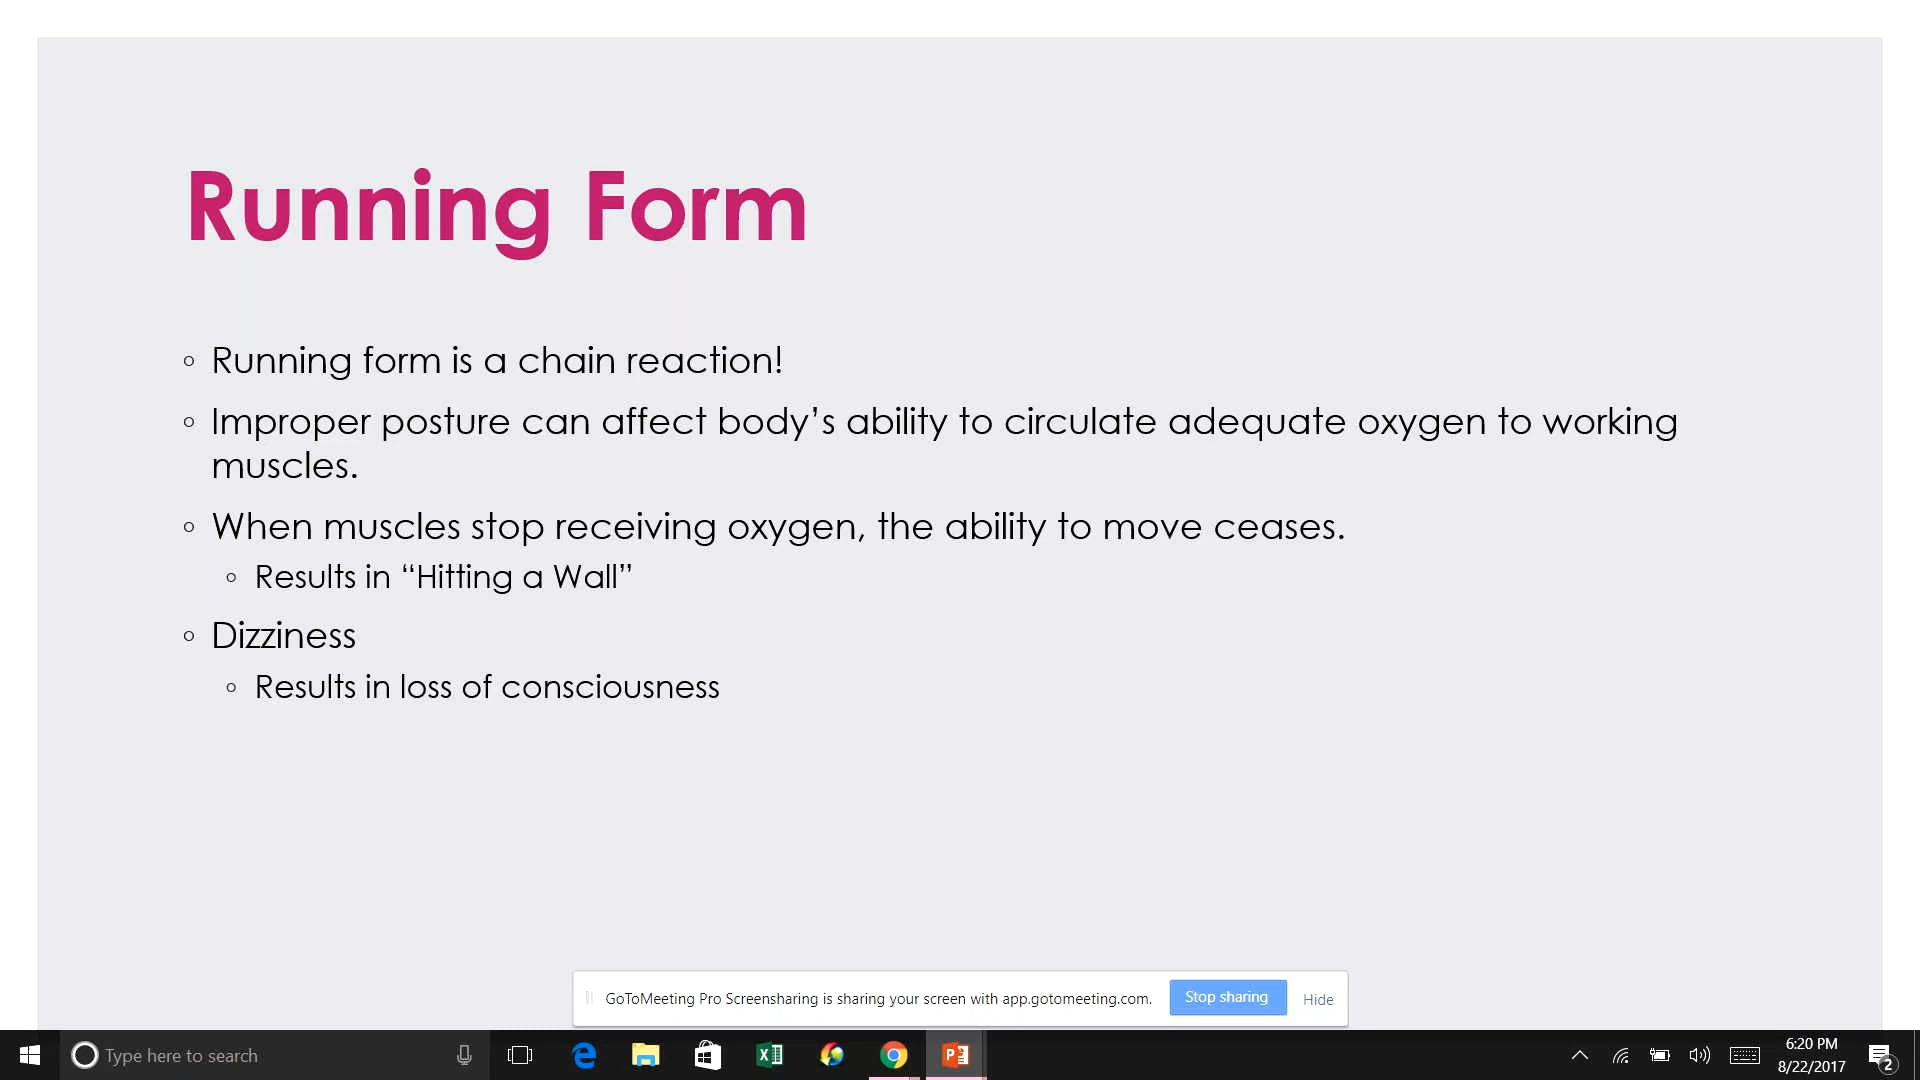 Running Form
◦ Running form is a chain reaction!
◦ Improper posture can affect body’s ability to circulate adequate oxygen to working
muscles.
◦ When muscles stop receiving oxygen, the ability to move ceases.
◦ Results in “Hitting a Wall”
◦ Dizziness
◦ Results in loss of consciousness
GoToMeeting Pro Screensharing is sharing your screen with app.gotomeeting.com. Stop sharing Hide
Type here to search
6:20 PM
8/22/2017
2